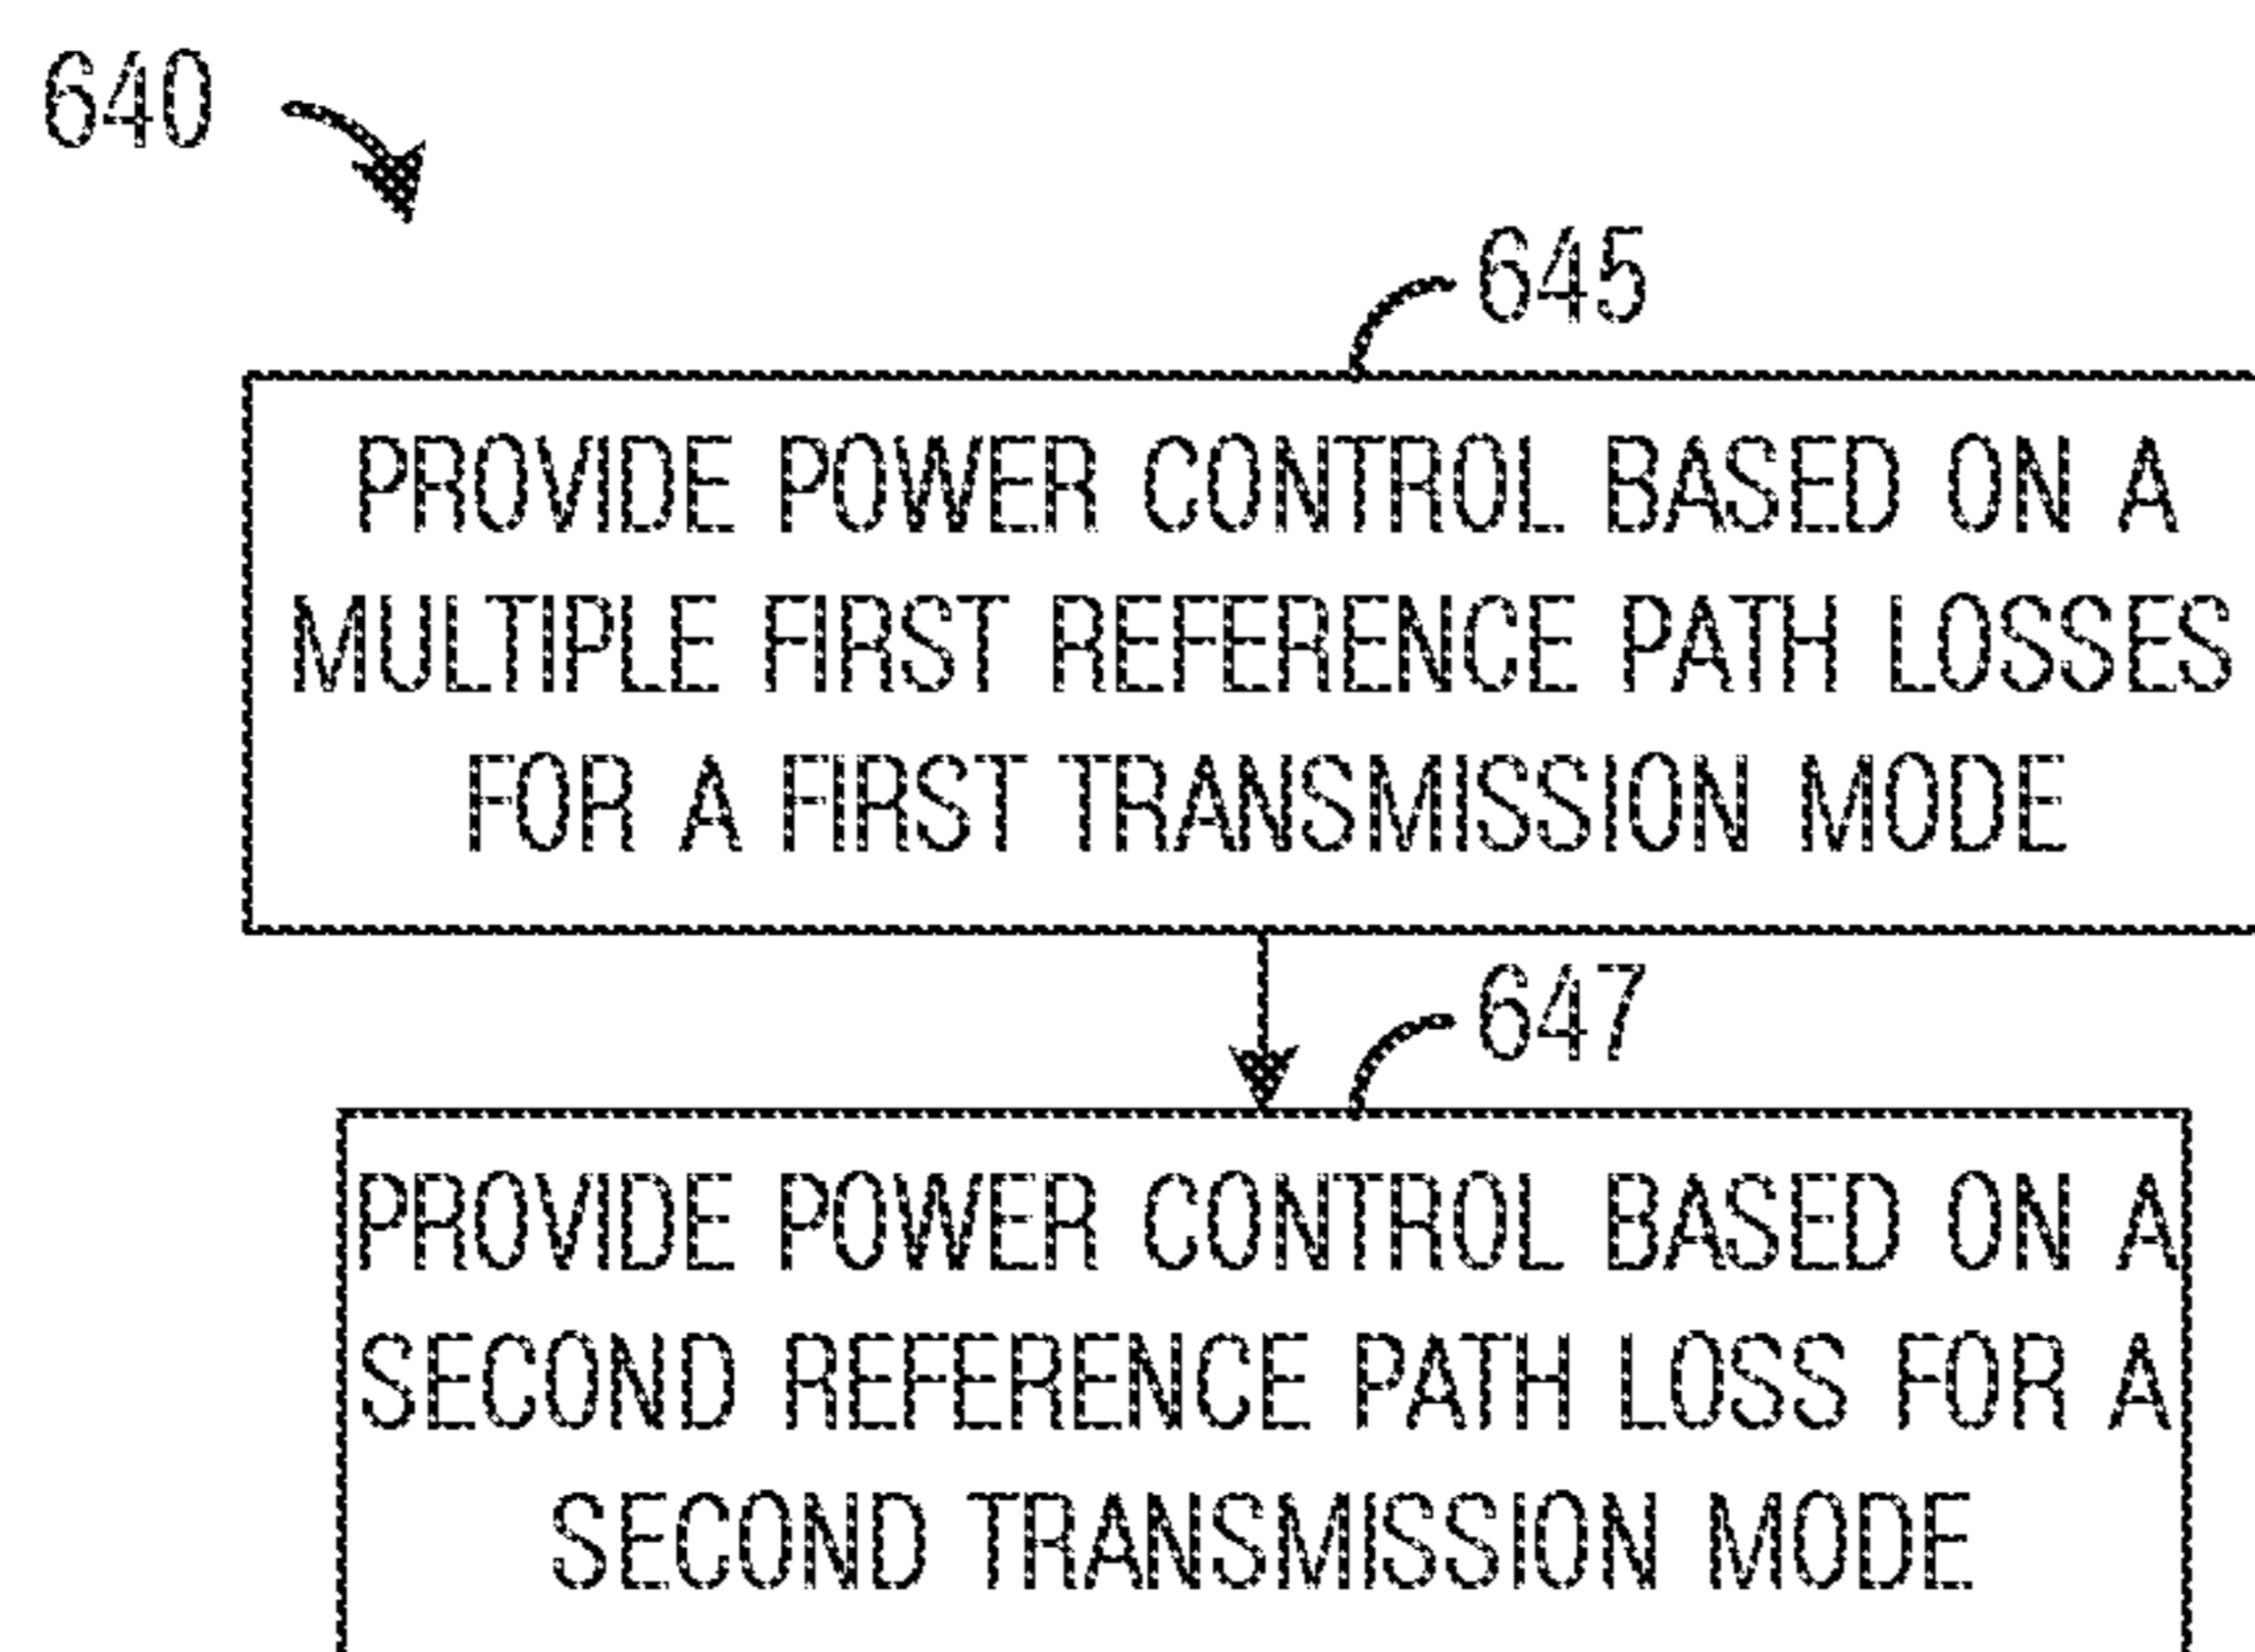 640
645
PROVIDE POWER CONTROL BASED ON A
MULTIPLE FIRST REFERENCE PATH LOSSES
FOR A FIRST TRANSMISSION MODE
647
PROVIDE POWER CONTROL BASED ON A
SECOND REFERENCE PATH LOSS FOR A
SECOND TRANSMISSION MODE